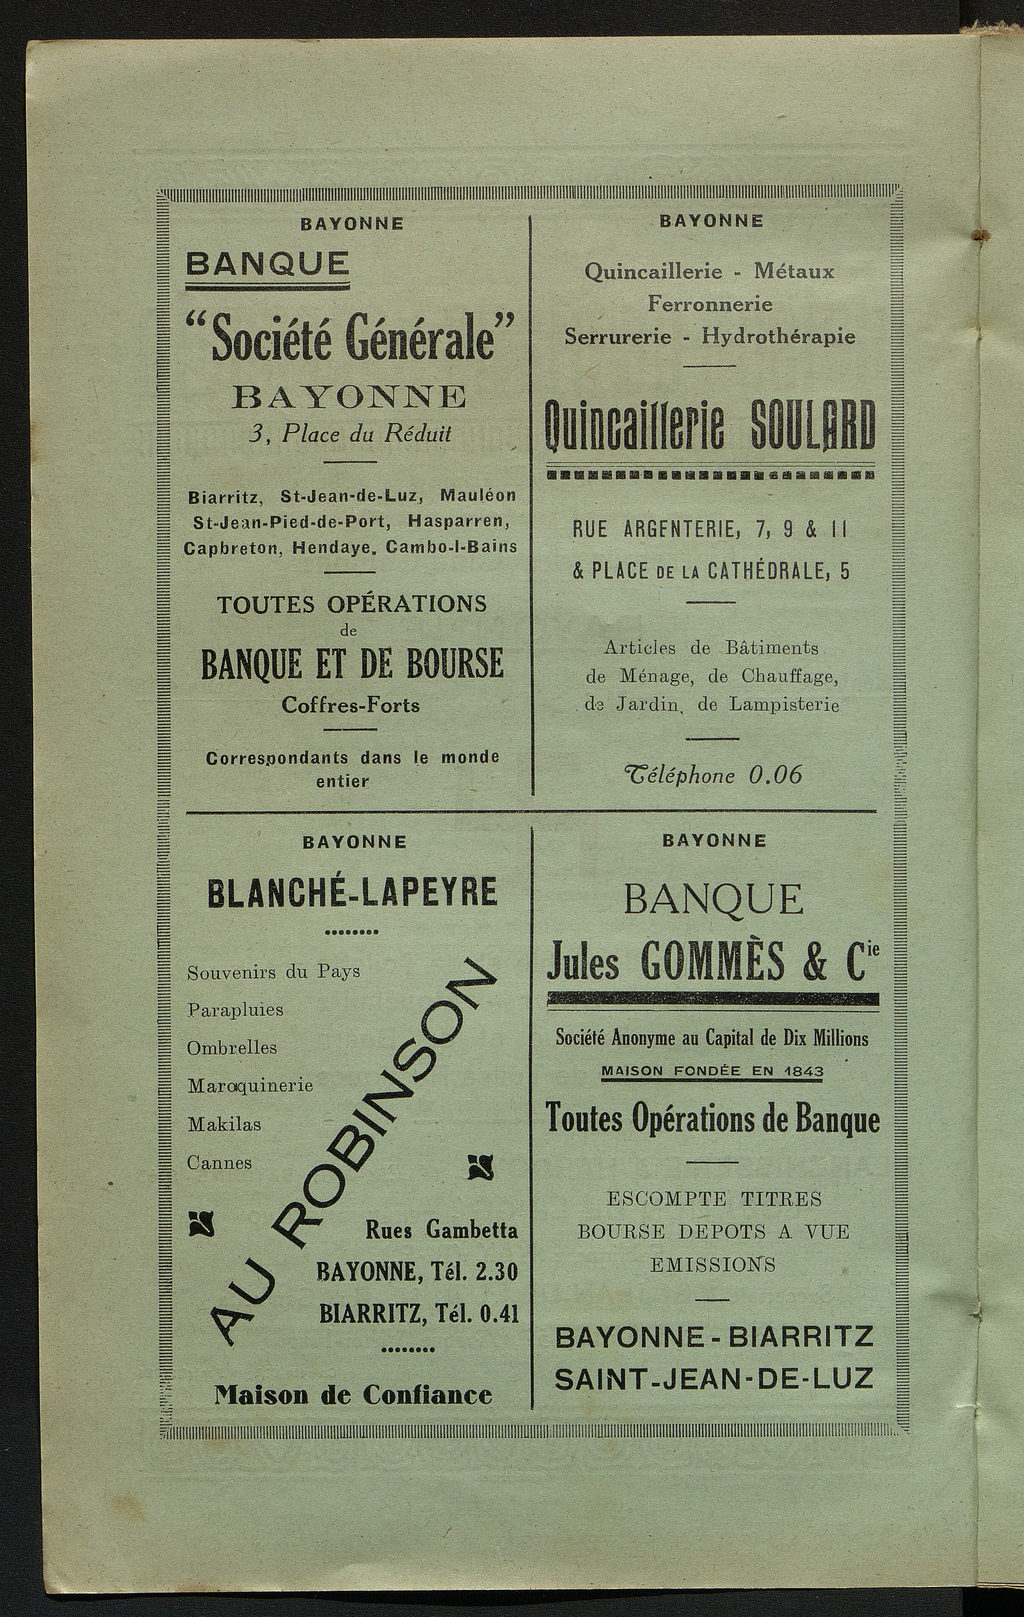 BAYONNE
BANQUE
“Société Générale”
BAYONNE
3, Place du Réduit
Biarritz, St-Jean-de-Luz, Mauléon
St-Jean-Pied-de-Port, Hasparren,
Capbreton, Hendaye, Cambo-l-Bains
TOUTES OPÉRATIONS
de
BANQUE ET DE BOURSE
Coffres-Forts
Correspondants dans le monde
entier
BAYONNE
Quincaillerie - Métaux
Ferronnerie
Serrurerie - Hydrothérapie
Quincaillerie SOULARD
RUE ARGENTERIE, 7, 9 & 11
& PLACE DE LA CATHÉDRALE, 5
Articles de Bâtiments
de Ménage, de Chauffage,
de Jardin, de Lampisterie
Téléphone 0.06
BAYONNE
BLANCHÉ-LAPEYRE
Souvenirs du Pays
Parapluies
Ombrelles
Maroquinerie
Makilas
Cannes
AU ROBINSON
Rues Gambetta
BAYONNE, Tél. 2.30
BIARRITZ, Tél. 0.41
Maison de Confiance
BAYONNE
BANQUE
Jules GOMMÈS & Cie
Société Anonyme au Capital de Dix Millions
MAISON FONDÉE EN 1843
Toutes Opérations de Banque
ESCOMPTE TITRES
BOURSE DEPOTS A VUE
EMISSIONS
BAYONNE - BIARRITZ
SAINT-JEAN-DE-LUZ